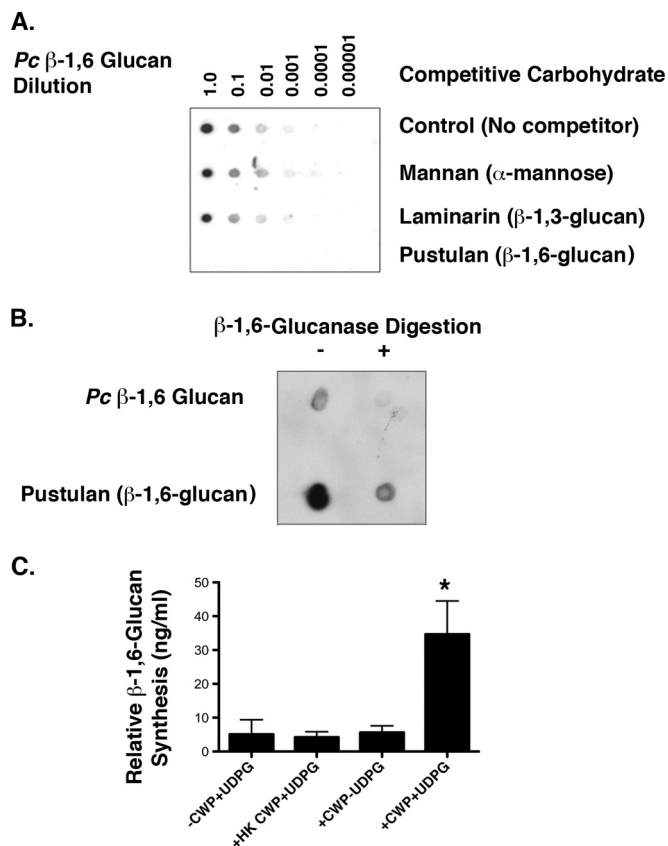 A.
Pc β-1,6 Glucan
Dilution
1.0
0.1
0.01
0.001
0.0001
0.00001
Competitive Carbohydrate
Control (No competitor)
Mannan (α-mannose)
Laminarin (β-1,3-glucan)
Pustulan (β-1,6-glucan)
B.
β-1,6-Glucanase Digestion
- +
Pc β-1,6 Glucan
Pustulan (β-1,6-glucan)
C.
Relative β-1,6-Glucan
Synthesis (ng/ml)
50
40
30
20
10
0
*
-CWP+UDPG
+HK CWP+UDPG
+CWP-UDPG
+CWP+UDPG